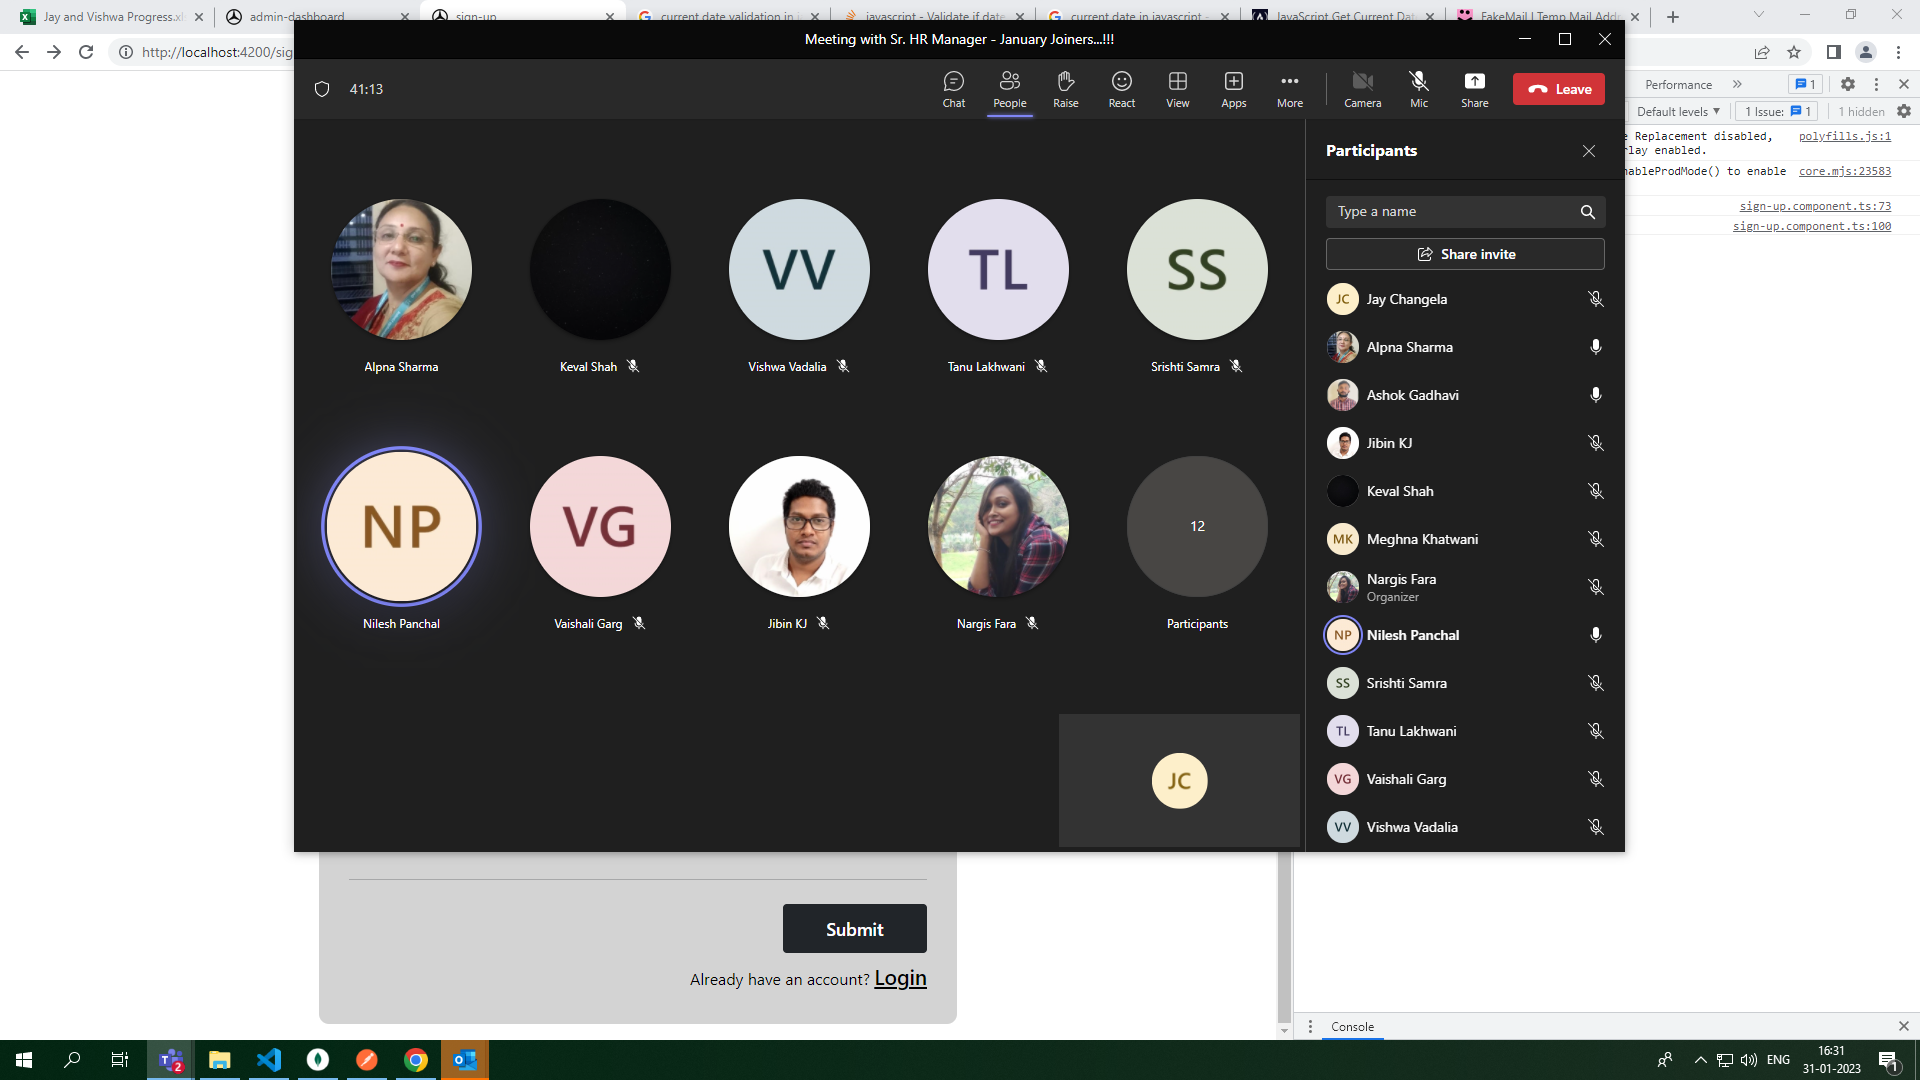 Jay and Vishwa Progress.xl
admin-dashboard
sign-up
current date validation in
javascript - Validate if date
current date in javascript -
JavaScript Get Current Dat
FakeMail | Temp Mail Add
http://localhost:4200/sig
Meeting with Sr. HR Manager - January Joiners...!!!
41:13
Chat
People
Raise
React
View
Apps
More
Camera
Mic
Share
Leave
Performance
1
Default levels
1 Issue: 1
1 hidden
e Replacement disabled, polyfills.js:1
rlay enabled.
nableProdMode() to enable core.mjs:23583
sign-up.component.ts:73
sign-up.component.ts:100
Participants
Type a name
Share invite
JC Jay Changela
Alpna Sharma
Ashok Gadhavi
Jibin KJ
Keval Shah
MK Meghna Khatwani
Nargis Fara
Organizer
NP Nilesh Panchal
SS Srishti Samra
TL Tanu Lakhwani
VG Vaishali Garg
VV Vishwa Vadalia
VV
TL
SS
Alpna Sharma
Keval Shah
Vishwa Vadalia
Tanu Lakhwani
Srishti Samra
NP
VG
12
Nilesh Panchal
Vaishali Garg
Jibin KJ
Nargis Fara
Participants
JC
Submit
Already have an account? Login
Console
2
ENG
16:31
31-01-2023
1